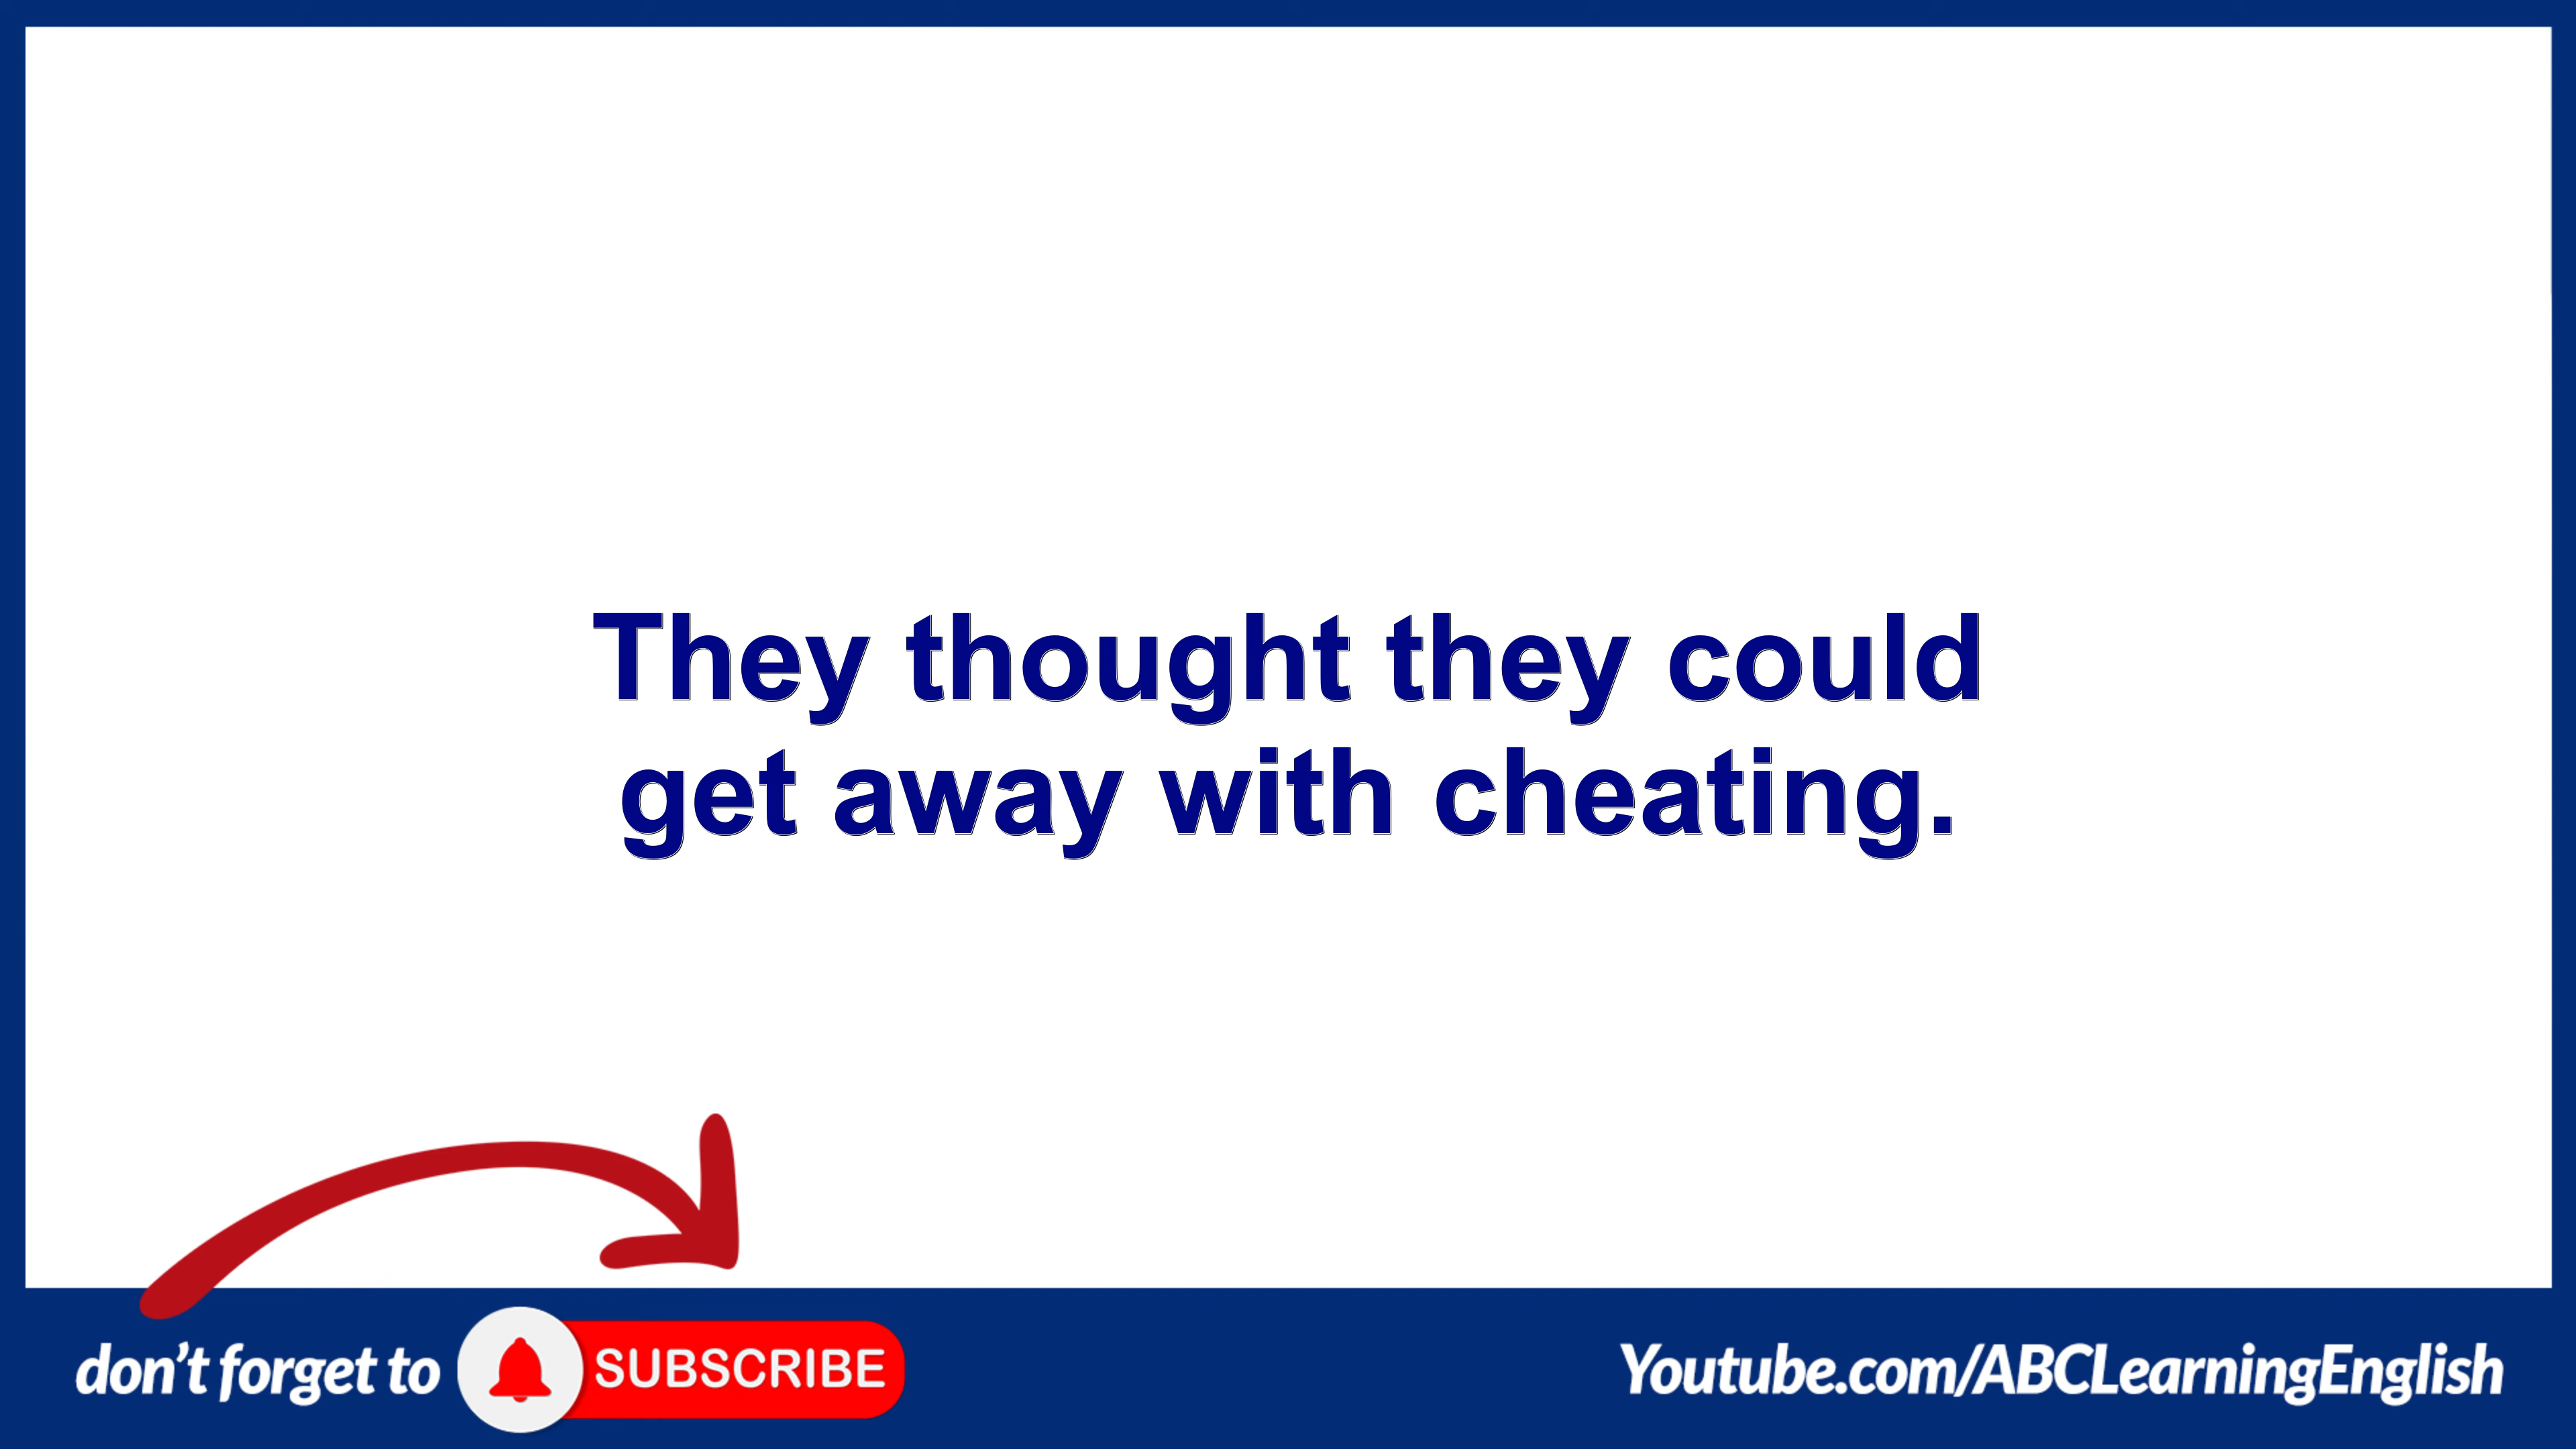 They thought they could
get away with cheating.
don't forget to SUBSCRIBE
Youtube.com/ABCLearningEnglish